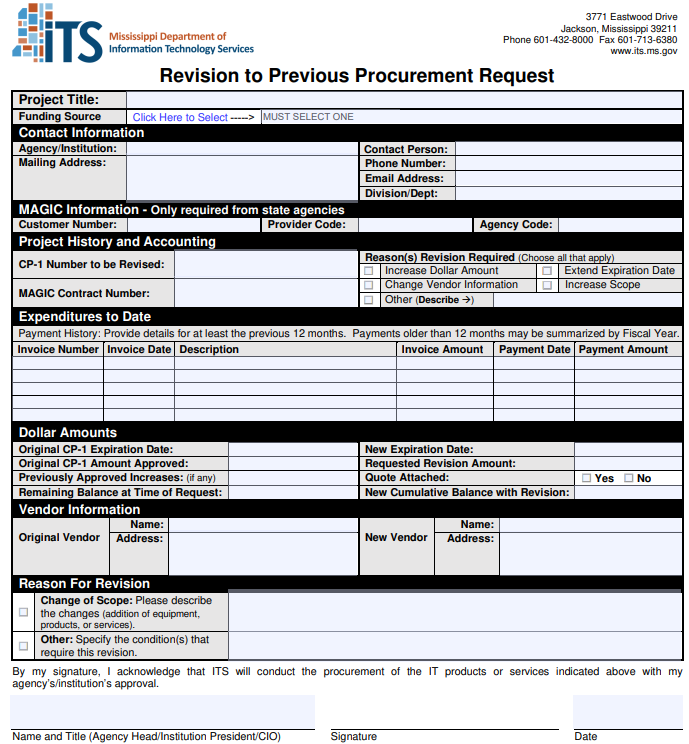 ITS
Mississippi Department of
Information Technology Services
3771 Eastwood Drive
Jackson, Mississippi 39211
Phone 601-432-8000 Fax 601-713-6380
www.its.ms.gov
Revision to Previous Procurement Request
Project Title:
Funding Source Click Here to Select -----> MUST SELECT ONE
Contact Information
Agency/Institution: Contact Person:
Mailing Address: Phone Number:
Email Address:
Division/Dept:
MAGIC Information - Only required from state agencies
Customer Number: Provider Code: Agency Code:
Project History and Accounting
CP-1 Number to be Revised:
MAGIC Contract Number:
Reason(s) Revision Required (Choose all that apply)
Increase Dollar Amount Extend Expiration Date
Change Vendor Information Increase Scope
Other (Describe →)
Expenditures to Date
Payment History: Provide details for at least the previous 12 months. Payments older than 12 months may be summarized by Fiscal Year.
Invoice Number Invoice Date Description Invoice Amount Payment Date Payment Amount
Dollar Amounts
Original CP-1 Expiration Date: New Expiration Date:
Original CP-1 Amount Approved: Requested Revision Amount:
Previously Approved Increases: (if any) Quote Attached: Yes No
Remaining Balance at Time of Request: New Cumulative Balance with Revision:
Vendor Information
Original Vendor Name: New Vendor Name:
Address: Address:
Reason For Revision
Change of Scope: Please describe
the changes (addition of equipment,
products, or services).
Other: Specify the condition(s) that
require this revision.
By my signature, I acknowledge that ITS will conduct the procurement of the IT products or services indicated above with my
agency's/institution's approval.
Name and Title (Agency Head/Institution President/CIO) Signature Date